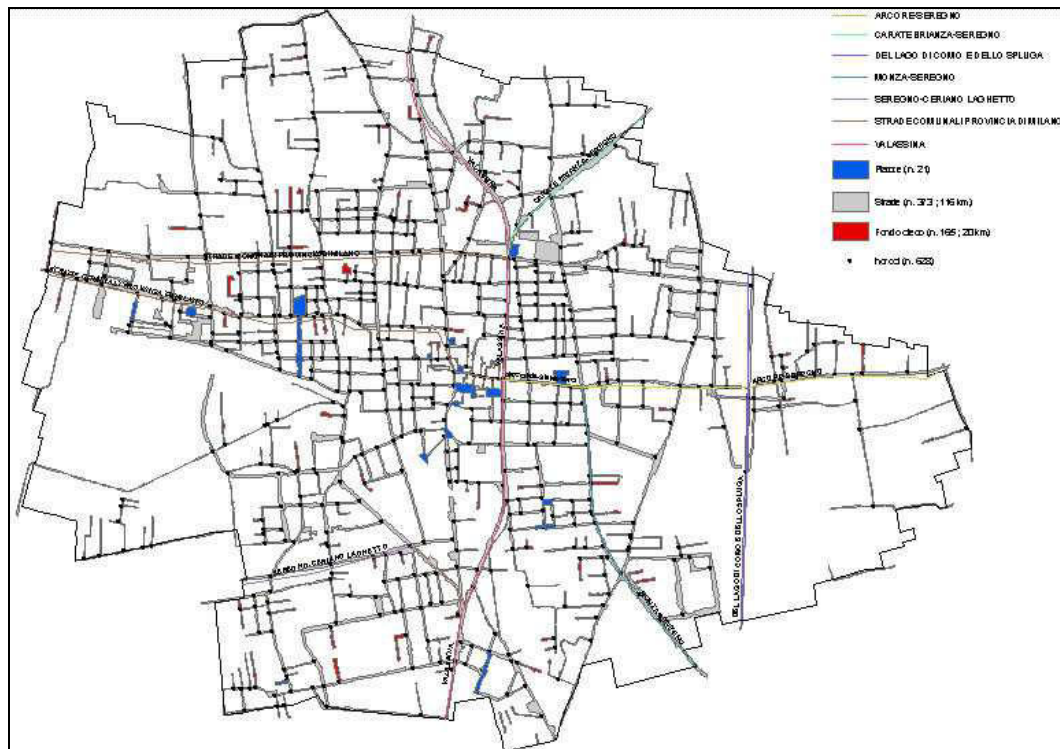 ARCORE-SEREGNO
CARATE BRIANZA-SEREGNO
DEL LAGO DI COMO E DELLO SPLUGA
MONZA-SEREGNO
SEREGNO-CERIANO LAGHETTO
STRADE COMUNALI PROVINCIA DI MILANO
VALASSINA
Piazze (n. 21)
Strade (n. 373 ; 116 km)
Fondo cieco (n. 165 ; 20 km)
Incroci (n. 628)
VALASSINA
CARATE BRIANZA-SEREGNO
STRADE COMUNALI PROVINCIA DI MILANO
VALASSINA
ARCORE-SEREGNO
ARCORE-SEREGNO
DEL LAGO DI COMO E DELLO SPLUGA
SEREGNO-CERIANO LAGHETTO
MONZA-SEREGNO
VALASSINA